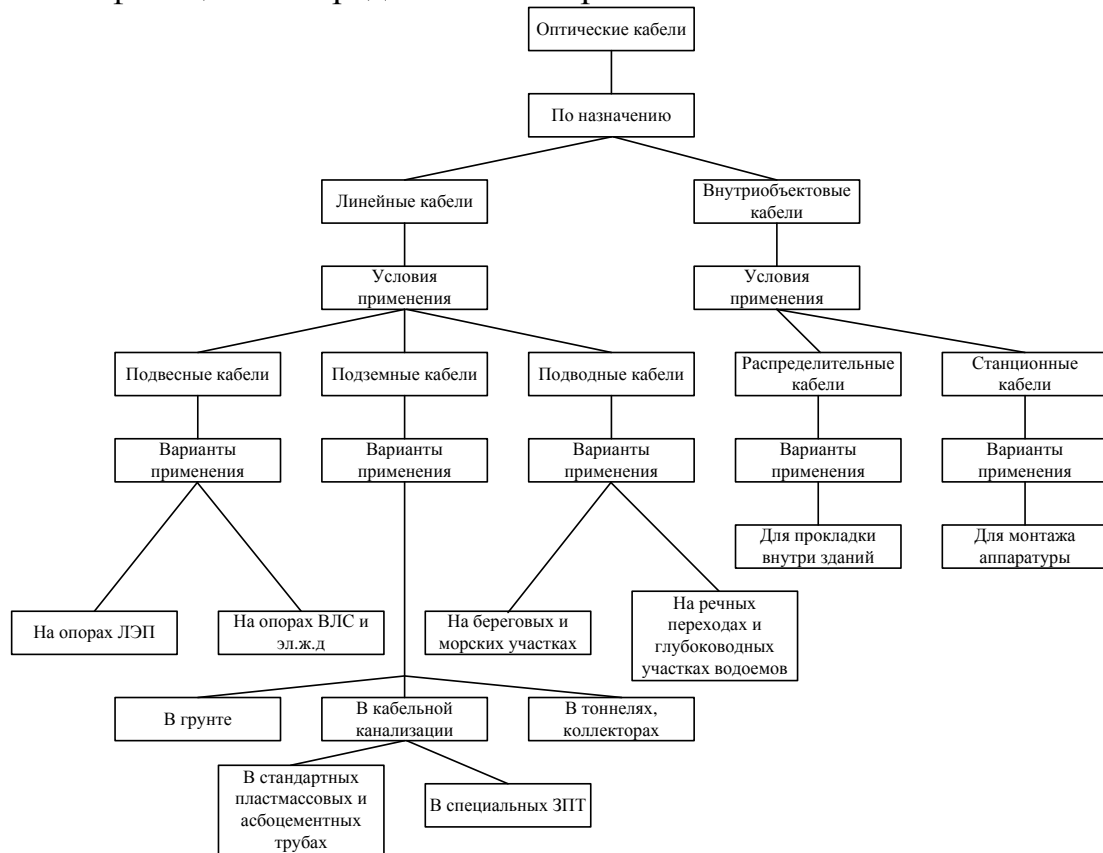 Оптические кабели
По назначению
Линейные кабели
Внутриобъектовые
кабели
Условия
применения
Условия
применения
Подвесные кабели
Подземные кабели
Подводные кабели
Распределительные
кабели
Станционные
кабели
Варианты
применения
Варианты
применения
Варианты
применения
Варианты
применения
Варианты
применения
Для прокладки
внутри зданий
Для монтажа
аппаратуры
На опорах ЛЭП
На опорах ВЛС и
эл.ж.д
На береговых и
морских участках
На речных
переходах и
глубоководных
участках водоемов
В грунте
В кабельной
канализации
В тоннелях,
коллекторах
В стандартных
пластмассовых и
асбоцементных
трубах
В специальных ЗПТ